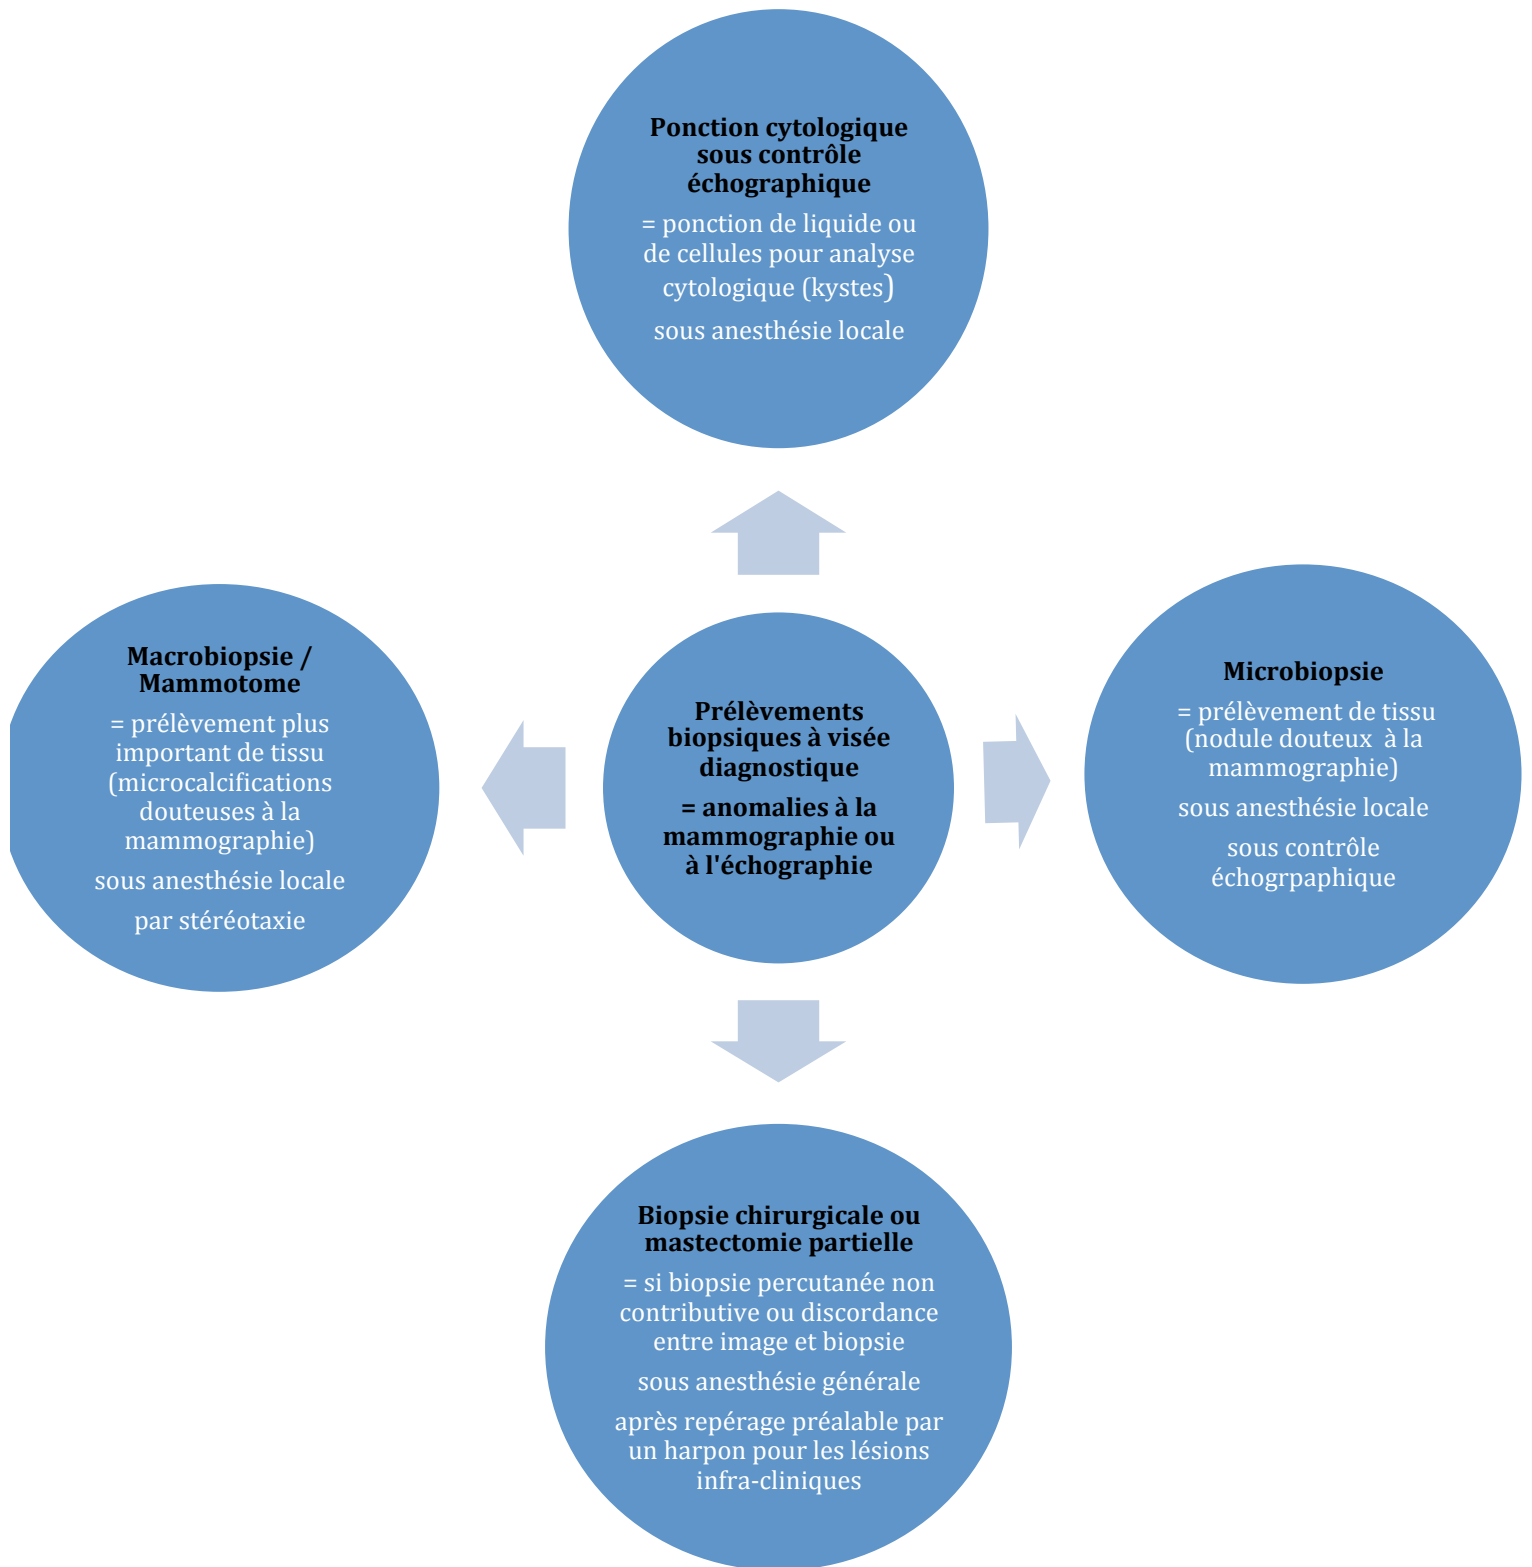 Ponction cytologique
sous contrôle
échographique
= ponction de liquide ou
de cellules pour analyse
cytologique (kystes)
sous anesthésie locale
Macrobiopsie /
Mammotome
= prélèvement plus
important de tissu
(microcalcifications
douteuses à la
mammographie)
sous anesthésie locale
par stéréotaxie
Prélèvements
biopsiques à visée
diagnostique
= anomalies à la
mammographie ou
à l'échographie
Microbiopsie
= prélèvement de tissu
(nodule douteux à la
mammographie)
sous anesthésie locale
sous contrôle
échogrpaphique
Biopsie chirurgicale ou
mastectomie partielle
= si biopsie percutanée non
contributive ou discordance
entre image et biopsie
sous anesthésie générale
après repérage préalable par
un harpon pour les lésions
infra-cliniques